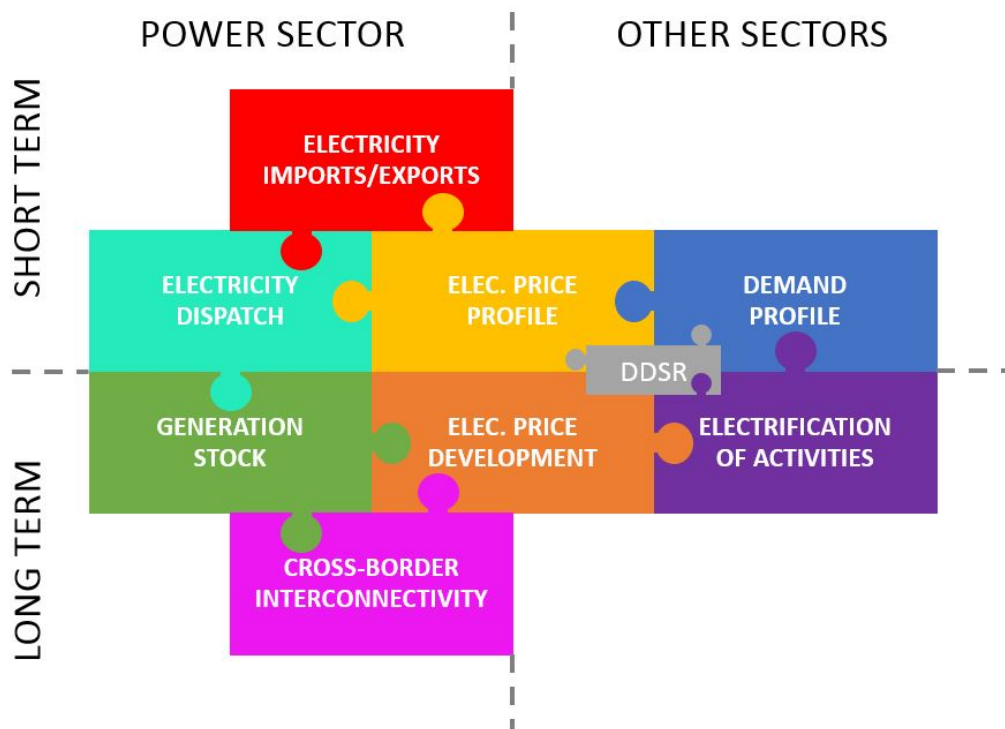 POWER SECTOR
OTHER SECTORS
SHORT TERM
LONG TERM
ELECTRICITY
IMPORTS/EXPORTS
ELECTRICITY
DISPATCH
ELEC. PRICE
PROFILE
DEMAND
PROFILE
DDSR
GENERATION
STOCK
ELEC. PRICE
DEVELOPMENT
ELECTRIFICATION
OF ACTIVITIES
CROSS-BORDER
INTERCONNECTIVITY